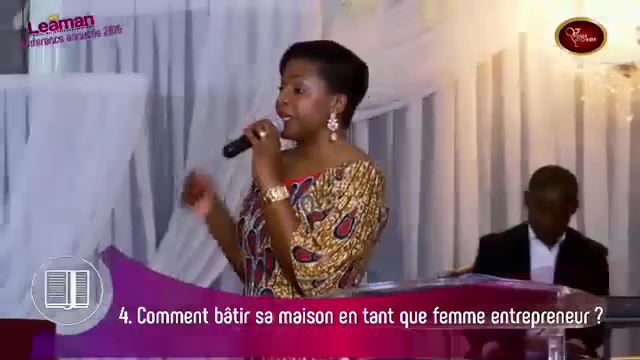 Leaman
Conférence annuelle 2016
4. Comment bâtir sa maison en tant que femme entrepreneur ?